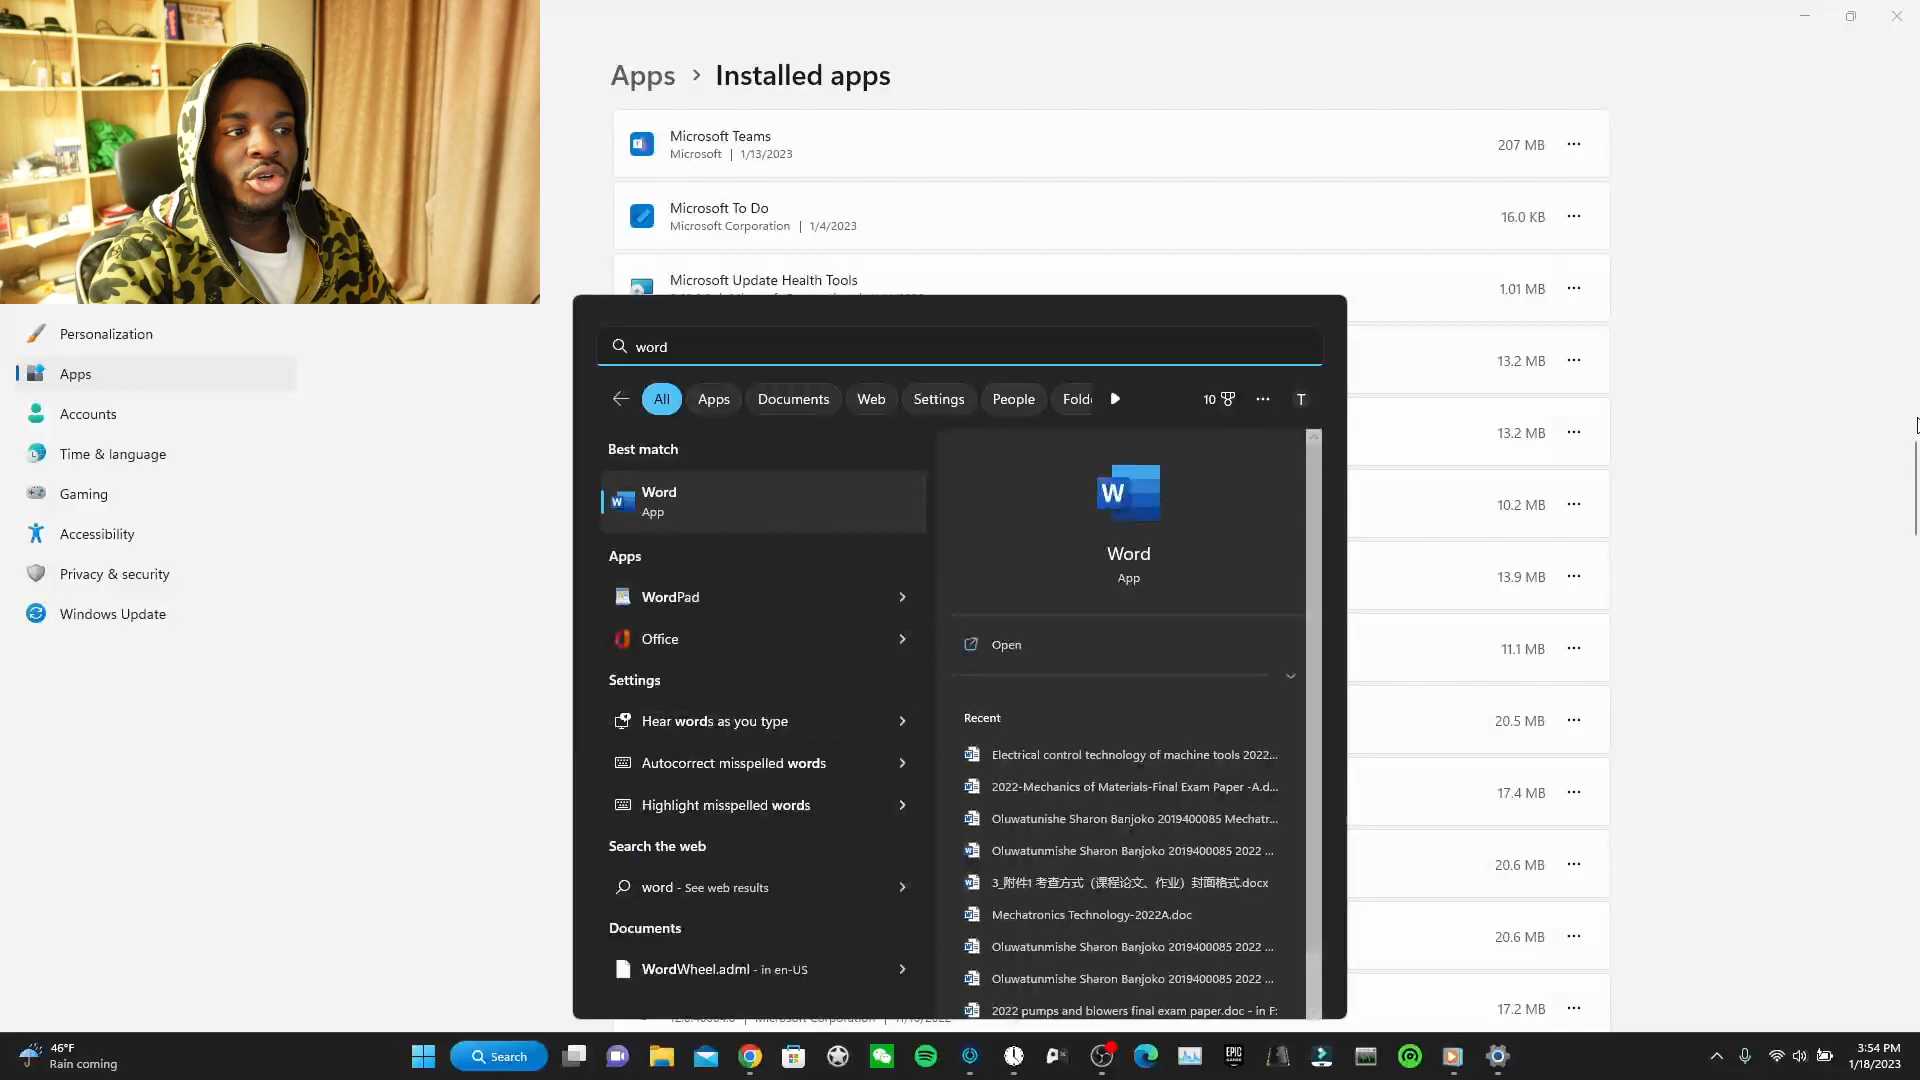 Apps > Installed apps
Microsoft Teams
Microsoft | 1/13/2023
207 MB
Microsoft To Do
Microsoft Corporation | 1/4/2023
16.0 KB
Microsoft Update Health Tools
1.01 MB
13.2 MB
13.2 MB
10.2 MB
13.9 MB
11.1 MB
20.5 MB
17.4 MB
20.6 MB
20.6 MB
17.2 MB
Personalization
Apps
Accounts
Time & language
Gaming
Accessibility
Privacy & security
Windows Update
word
All
Apps
Documents
Web
Settings
People
Fold
10
T
Best match
Word
App
Apps
WordPad
Office
Settings
Hear words as you type
Autocorrect misspelled words
Highlight misspelled words
Search the web
word - See web results
Documents
WordWheel.adml - in en-US
W
Word
App
Open
Recent
Electrical control technology of machine tools 2022...
2022-Mechanics of Materials-Final Exam Paper -A.d...
Oluwatunishe Sharon Banjoko 2019400085 Mechatr...
Oluwatunmishe Sharon Banjoko 2019400085 2022 ...
3_附件1 考查方式（课程论文、作业）封面格式.docx
Mechatronics Technology-2022A.doc
Oluwatunmishe Sharon Banjoko 2019400085 2022 ...
Oluwatunmishe Sharon Banjoko 2019400085 2022 ...
2022 pumps and blowers final exam paper.doc - in F:
46°F
Rain coming
Search
EPIC
3:54 PM
1/18/2023